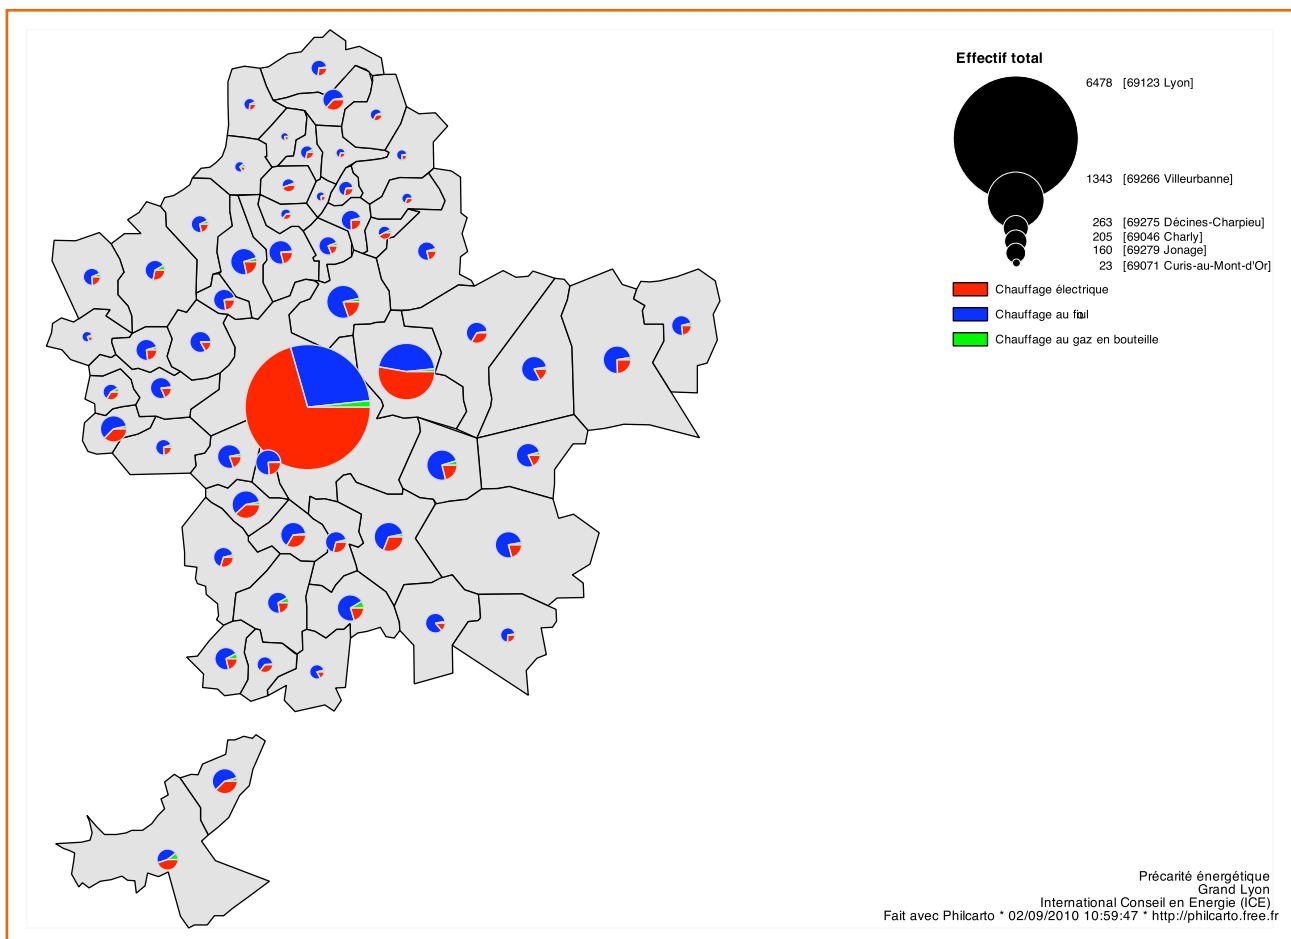 Effectif total
6478 [69123 Lyon]
1343 [69266 Villeurbanne]
263 [69275 Décines-Charpieu]
205 [69046 Charly]
160 [69279 Jonage]
23 [69071 Curis-au-Mont-d'Or]
Chauffage électrique
Chauffage au fioul
Chauffage au gaz en bouteille
Précarité énergétique
Grand Lyon
International Conseil en Energie (ICE)
Fait avec Philcarto * 02/09/2010 10:59:47 * http://philcarto.free.fr